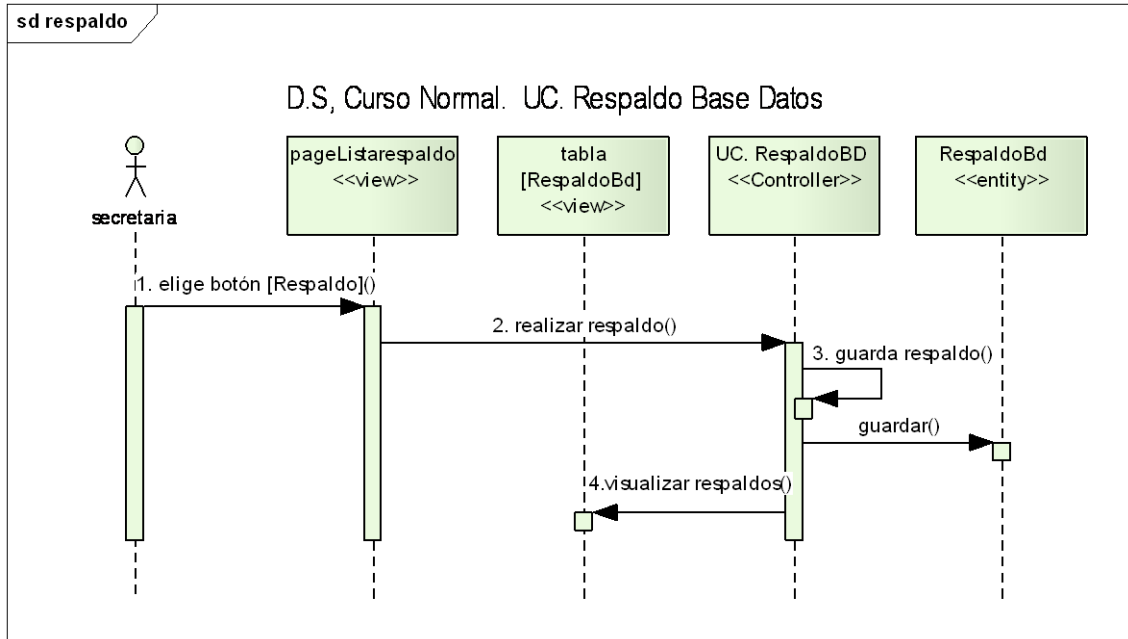 sd respaldo
D.S, Curso Normal. UC. Respaldo Base Datos
secretaria
pageListarespaldo
<<view>>
tabla
[RespaldoBd]
<<view>>
UC. RespaldoBD
<<Controller>>
RespaldoBd
<<entity>>
1. elige botón [Respaldo]()
2. realizar respaldo()
3. guarda respaldo()
guardar()
4.visualizar respaldos()